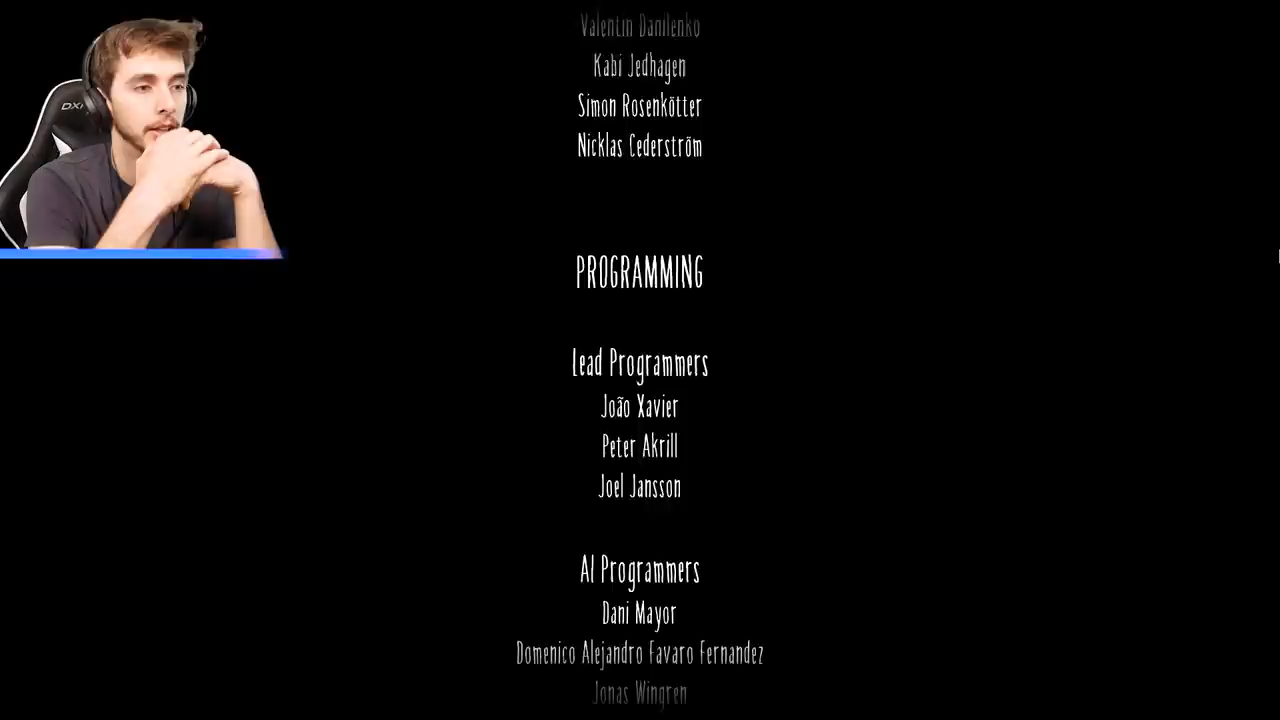 Valentin Danilenko
Kabi Jedhagen
Simon Rosenkötter
Nicklas Cederström
PROGRAMMING
Lead Programmers
João Xavier
Peter Akrill
Joel Jansson
AI Programmers
Dani Mayor
Domenico Alejandro Favaro Fernandez
Jonas Wingren